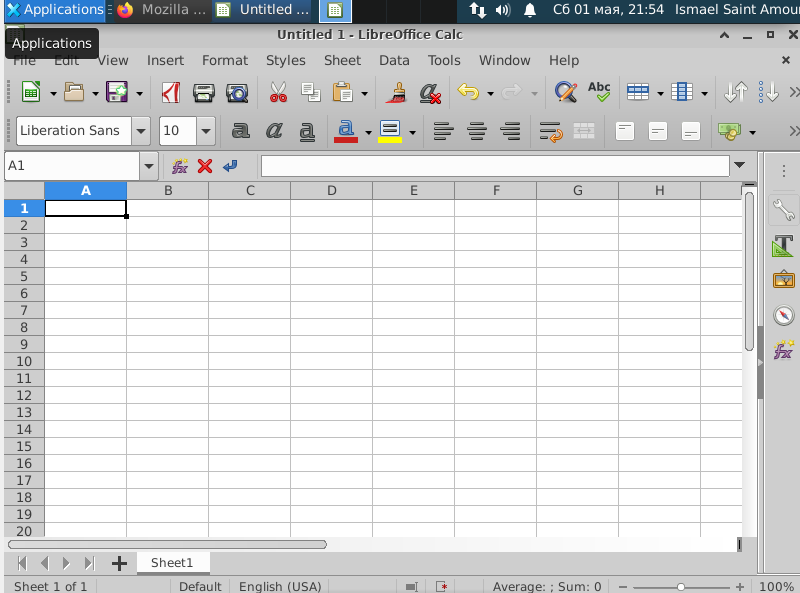 Applications Mozilla ... Untitled ... Сб 01 мая, 21:54 Ismael Saint Amour
Untitled 1 - LibreOffice Calc
Applications
File Edit View Insert Format Styles Sheet Data Tools Window Help
Abc
Liberation Sans 10 a a a a
A1 fx
A B C D E F G H
1
2
3
4
5
6
7
8
9
10
11
12
13
14
15
16
17
18
19
20
Sheet1
Sheet 1 of 1 Default English (USA) Average: ; Sum: 0 100%